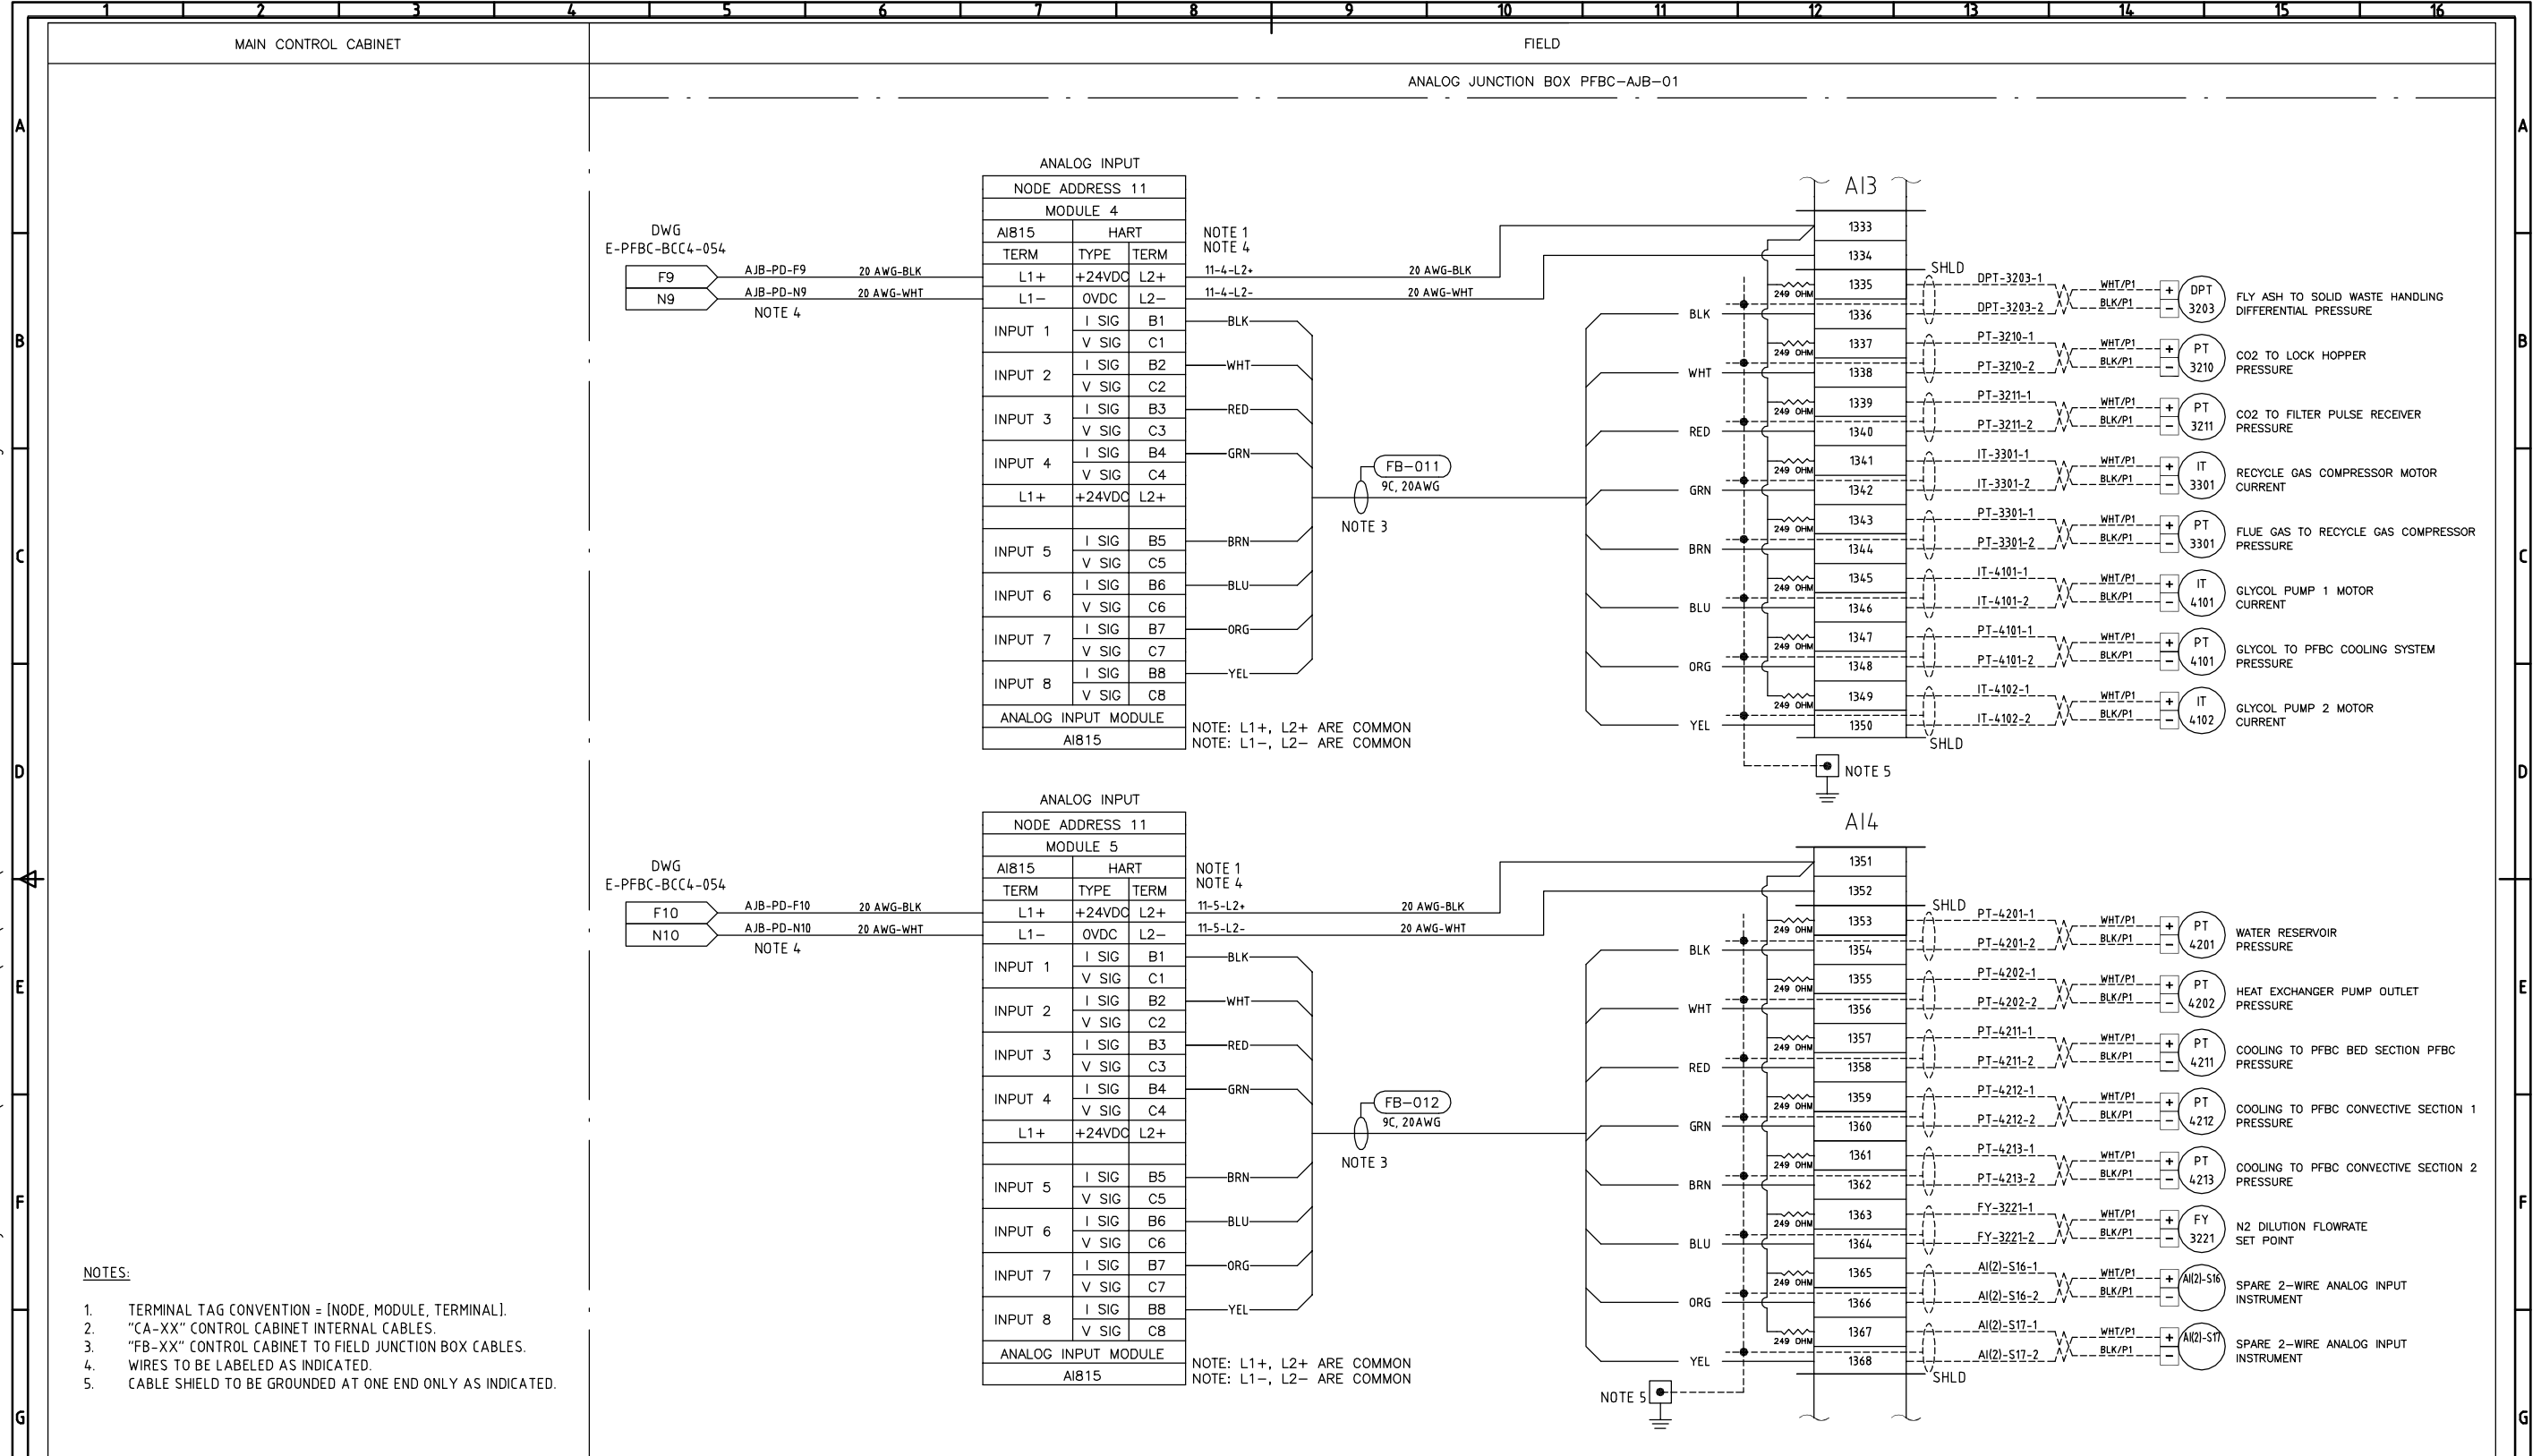 1 2 3 4 5 6 7 8 9 10 11 12 13 14 15 16
MAIN CONTROL CABINET
FIELD
ANALOG JUNCTION BOX PFBC-AJB-01
A A
B B
C C
D D
E E
F F
G G
ANALOG INPUT
NODE ADDRESS 11
MODULE 4
AI815 HART
TERM TYPE TERM
L1+ +24VDC L2+
L1- 0VDC L2-
INPUT 1 I SIG B1
V SIG C1
INPUT 2 I SIG B2
V SIG C2
INPUT 3 I SIG B3
V SIG C3
INPUT 4 I SIG B4
V SIG C4
L1+ +24VDC L2+
INPUT 5 I SIG B5
V SIG C5
INPUT 6 I SIG B6
V SIG C6
INPUT 7 I SIG B7
V SIG C7
INPUT 8 I SIG B8
V SIG C8
ANALOG INPUT MODULE
AI815
DWG
E-PFBC-BCC4-054
F9 AJB-PD-F9 20 AWG-BLK
N9 AJB-PD-N9 20 AWG-WHT
NOTE 4
NOTE 1
NOTE 4
11-4-L2+ 20 AWG-BLK
11-4-L2- 20 AWG-WHT
BLK
WHT
RED
GRN
BRN
BLU
ORG
YEL
FB-011
9C, 20AWG
NOTE 3
NOTE: L1+, L2+ ARE COMMON
NOTE: L1-, L2- ARE COMMON
BLK
WHT
RED
GRN
BRN
BLU
ORG
YEL
AI3
1333
1334
SHLD
249 OHM 1335 DPT-3203-1 WHT/P1 + DPT
1336 DPT-3203-2 BLK/P1 - 3203
FLY ASH TO SOLID WASTE HANDLING
DIFFERENTIAL PRESSURE
249 OHM 1337 PT-3210-1 WHT/P1 + PT
1338 PT-3210-2 BLK/P1 - 3210
CO2 TO LOCK HOPPER
PRESSURE
249 OHM 1339 PT-3211-1 WHT/P1 + PT
1340 PT-3211-2 BLK/P1 - 3211
CO2 TO FILTER PULSE RECEIVER
PRESSURE
249 OHM 1341 IT-3301-1 WHT/P1 + IT
1342 IT-3301-2 BLK/P1 - 3301
RECYCLE GAS COMPRESSOR MOTOR
CURRENT
249 OHM 1343 PT-3301-1 WHT/P1 + PT
1344 PT-3301-2 BLK/P1 - 3301
FLUE GAS TO RECYCLE GAS COMPRESSOR
PRESSURE
249 OHM 1345 IT-4101-1 WHT/P1 + IT
1346 IT-4101-2 BLK/P1 - 4101
GLYCOL PUMP 1 MOTOR
CURRENT
249 OHM 1347 PT-4101-1 WHT/P1 + PT
1348 PT-4101-2 BLK/P1 - 4101
GLYCOL TO PFBC COOLING SYSTEM
PRESSURE
249 OHM 1349 IT-4102-1 WHT/P1 + IT
1350 IT-4102-2 BLK/P1 - 4102
GLYCOL PUMP 2 MOTOR
CURRENT
SHLD
NOTE 5
ANALOG INPUT
NODE ADDRESS 11
MODULE 5
AI815 HART
TERM TYPE TERM
L1+ +24VDC L2+
L1- 0VDC L2-
INPUT 1 I SIG B1
V SIG C1
INPUT 2 I SIG B2
V SIG C2
INPUT 3 I SIG B3
V SIG C3
INPUT 4 I SIG B4
V SIG C4
L1+ +24VDC L2+
INPUT 5 I SIG B5
V SIG C5
INPUT 6 I SIG B6
V SIG C6
INPUT 7 I SIG B7
V SIG C7
INPUT 8 I SIG B8
V SIG C8
ANALOG INPUT MODULE
AI815
DWG
E-PFBC-BCC4-054
F10 AJB-PD-F10 20 AWG-BLK
N10 AJB-PD-N10 20 AWG-WHT
NOTE 4
NOTE 1
NOTE 4
11-5-L2+ 20 AWG-BLK
11-5-L2- 20 AWG-WHT
BLK
WHT
RED
GRN
BRN
BLU
ORG
YEL
FB-012
9C, 20AWG
NOTE 3
NOTE: L1+, L2+ ARE COMMON
NOTE: L1-, L2- ARE COMMON
BLK
WHT
RED
GRN
BRN
BLU
ORG
YEL
AI4
1351
1352
SHLD
249 OHM 1353 PT-4201-1 WHT/P1 + PT
1354 PT-4201-2 BLK/P1 - 4201
WATER RESERVOIR
PRESSURE
249 OHM 1355 PT-4202-1 WHT/P1 + PT
1356 PT-4202-2 BLK/P1 - 4202
HEAT EXCHANGER PUMP OUTLET
PRESSURE
249 OHM 1357 PT-4211-1 WHT/P1 + PT
1358 PT-4211-2 BLK/P1 - 4211
COOLING TO PFBC BED SECTION PFBC
PRESSURE
249 OHM 1359 PT-4212-1 WHT/P1 + PT
1360 PT-4212-2 BLK/P1 - 4212
COOLING TO PFBC CONVECTIVE SECTION 1
PRESSURE
249 OHM 1361 PT-4213-1 WHT/P1 + PT
1362 PT-4213-2 BLK/P1 - 4213
COOLING TO PFBC CONVECTIVE SECTION 2
PRESSURE
249 OHM 1363 FY-3221-1 WHT/P1 + FY
1364 FY-3221-2 BLK/P1 - 3221
N2 DILUTION FLOWRATE
SET POINT
249 OHM 1365 AI(2)-S16-1 WHT/P1 + AI(2)-S16
1366 AI(2)-S16-2 BLK/P1 -
SPARE 2-WIRE ANALOG INPUT
INSTRUMENT
249 OHM 1367 AI(2)-S17-1 WHT/P1 + AI(2)-S17
1368 AI(2)-S17-2 BLK/P1 -
SPARE 2-WIRE ANALOG INPUT
INSTRUMENT
SHLD
NOTE 5
NOTES:
1. TERMINAL TAG CONVENTION = [NODE, MODULE, TERMINAL].
2. "CA-XX" CONTROL CABINET INTERNAL CABLES.
3. "FB-XX" CONTROL CABINET TO FIELD JUNCTION BOX CABLES.
4. WIRES TO BE LABELED AS INDICATED.
5. CABLE SHIELD TO BE GROUNDED AT ONE END ONLY AS INDICATED.